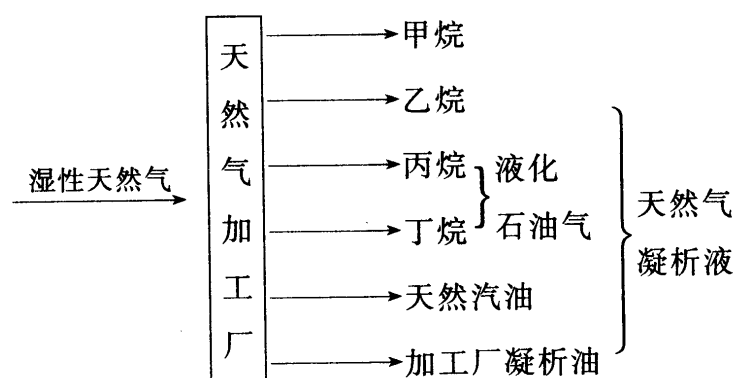 湿性天然气
天然气加工厂
甲烷
乙烷
丙烷
丁烷
液化
石油气
天然汽油
加工厂凝析油
天然气
凝析液